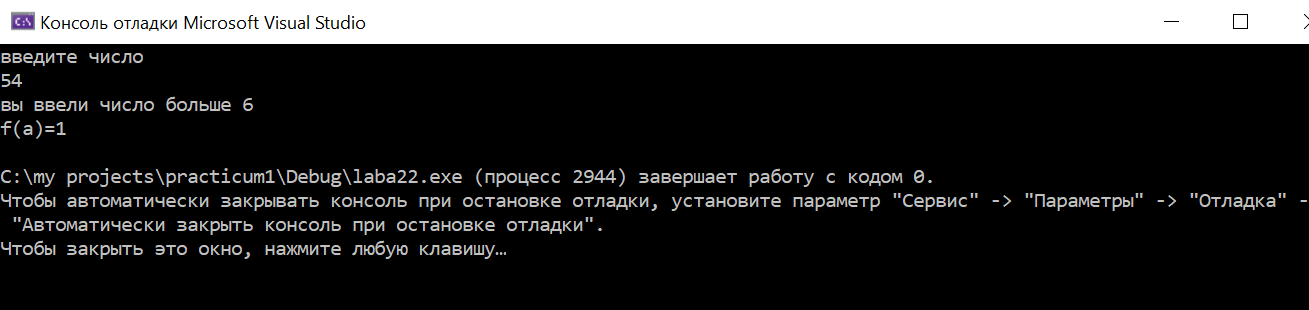 Консоль отладки Microsoft Visual Studio
введите число
54
вы ввели число больше 6
f(a)=1
C:\my projects\practicum1\Debug\laba22.exe (процесс 2944) завершает работу с кодом 0.
Чтобы автоматически закрывать консоль при остановке отладки, установите параметр "Сервис" -> "Параметры" -> "Отладка" -
"Автоматически закрыть консоль при остановке отладки".
Чтобы закрыть это окно, нажмите любую клавишу…